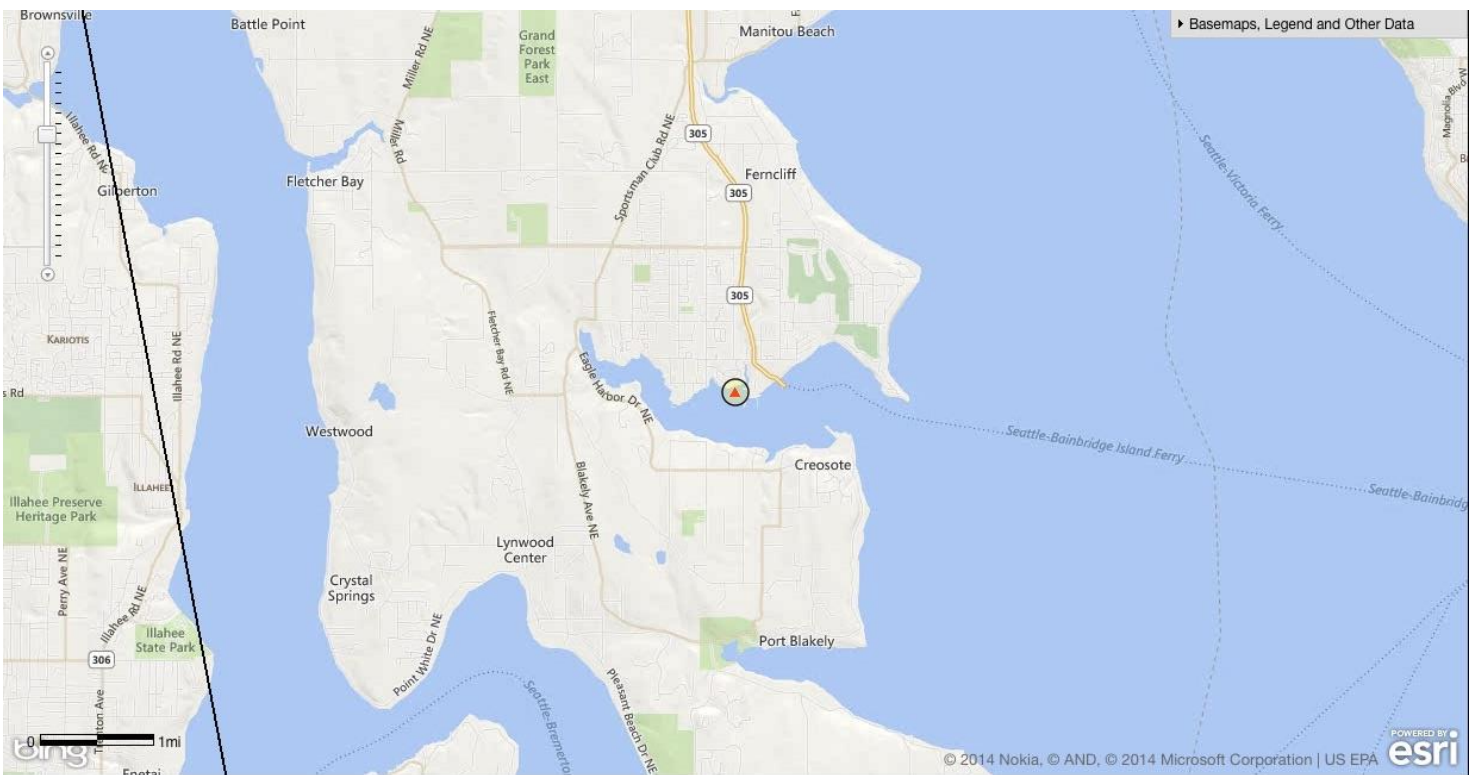 Brownsville
Battle Point
Miller Rd NE
Grand
Forest
Park
East
Manitou Beach
Basemaps, Legend and Other Data
Magnolia Blvd W
Illahee Rd NE
Miller Rd
305
Sportsman Club Rd NE
Seattle-Victoria Ferry
Gilberton
Fletcher Bay
Ferncliff
305
305
KARIOTIS
Illahee Rd NE
Fletcher Bay Rd NE
Eagle Harbor Dr NE
s Rd
Westwood
Seattle-Bainbridge Island Ferry
Creosote
Seattle-Bainbridg
ILLAHEE
Illahee Preserve
Heritage Park
Blakely Ave NE
Lynwood
Center
Perry Ave NE
Crystal
Springs
Illahee Rd NE
Illahee
State Park
Point White Dr NE
Port Blakely
306
Trenton Ave
Seattle-Bremerto
Pleasant Beach Dr NE
0 1mi
bing
Enetai
© 2014 Nokia, © AND, © 2014 Microsoft Corporation | US EPA
POWERED BY
esri